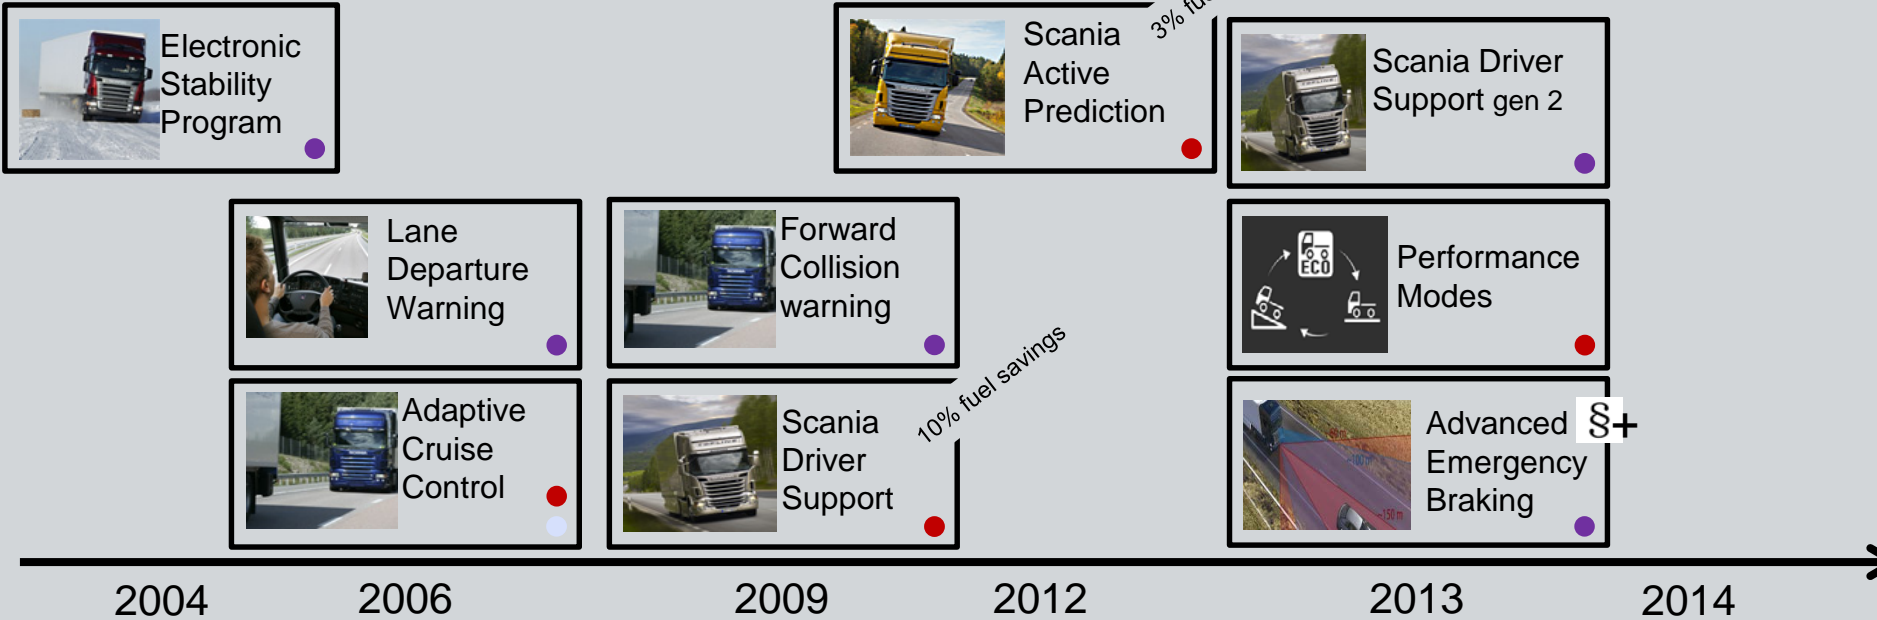 Electronic
Stability
Program
Scania
Active
Prediction
3%
Scania Driver
Support gen 2
Lane
Departure
Warning
Forward
Collision
warning
Performance
Modes
ECO
Adaptive
Cruise
Control
Scania
Driver
Support
10% fuel savings
Advanced §+
Emergency
Braking
~150 m
2004
2006
2009
2012
2013
2014